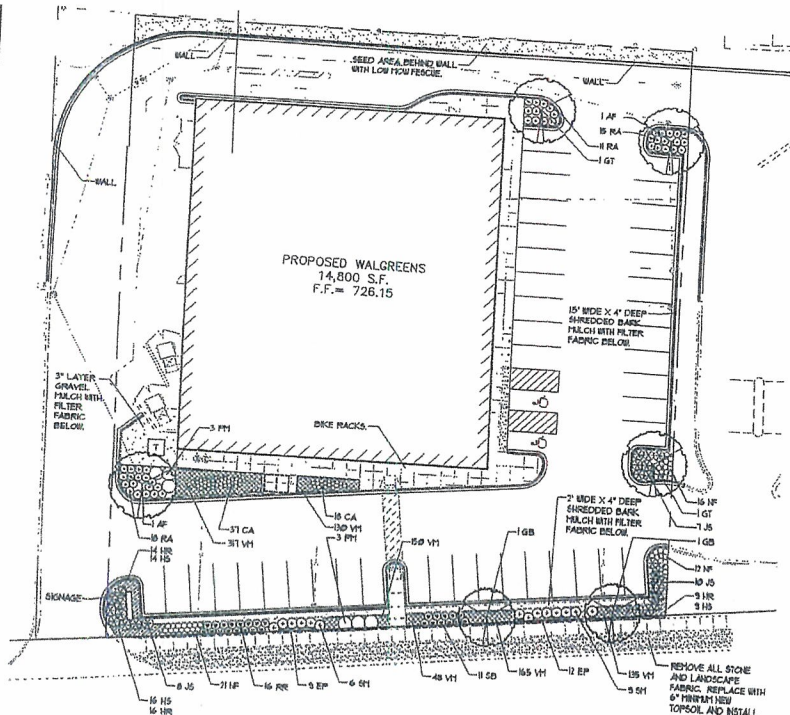 WALL
SEED AREA BEHIND WALL
WITH LOW MOW FESCUE.
WALL
1 AF
15 RA
11 RA
1 GT
WALL
PROPOSED WALGREENS
14,800 S.F.
F.F.= 726.15
15' WIDE X 4" DEEP
SHREDDED BARK
MULCH WITH FILTER
FABRIC BELOW.
3" LAYER
GRAVEL
MULCH WITH
FILTER
FABRIC
BELOW.
3 PM
BIKE RACKS.
T
1 AF
18 RA
14 HR
14 HS
37 CA
317 VM
18 CA
130 VM
3 PM
150 VM
1 GB
2' WIDE X 4" DEEP
SHREDDED BARK
MULCH WITH FILTER
FABRIC BELOW.
16 NF
1 GT
7 JS
1 GB
12 NF
10 JS
9 HR
9 HS
SIGNAGE
16 HS
16 HR
8 JS
21 NF
16 RR
9 EP
6 SM
48 VM
11 SB
165 VM
12 EP
5 SM
135 VM
REMOVE ALL STONE
AND LANDSCAPE
FABRIC. REPLACE WITH
6" MINIMUM NEW
TOPSOIL AND INSTALL